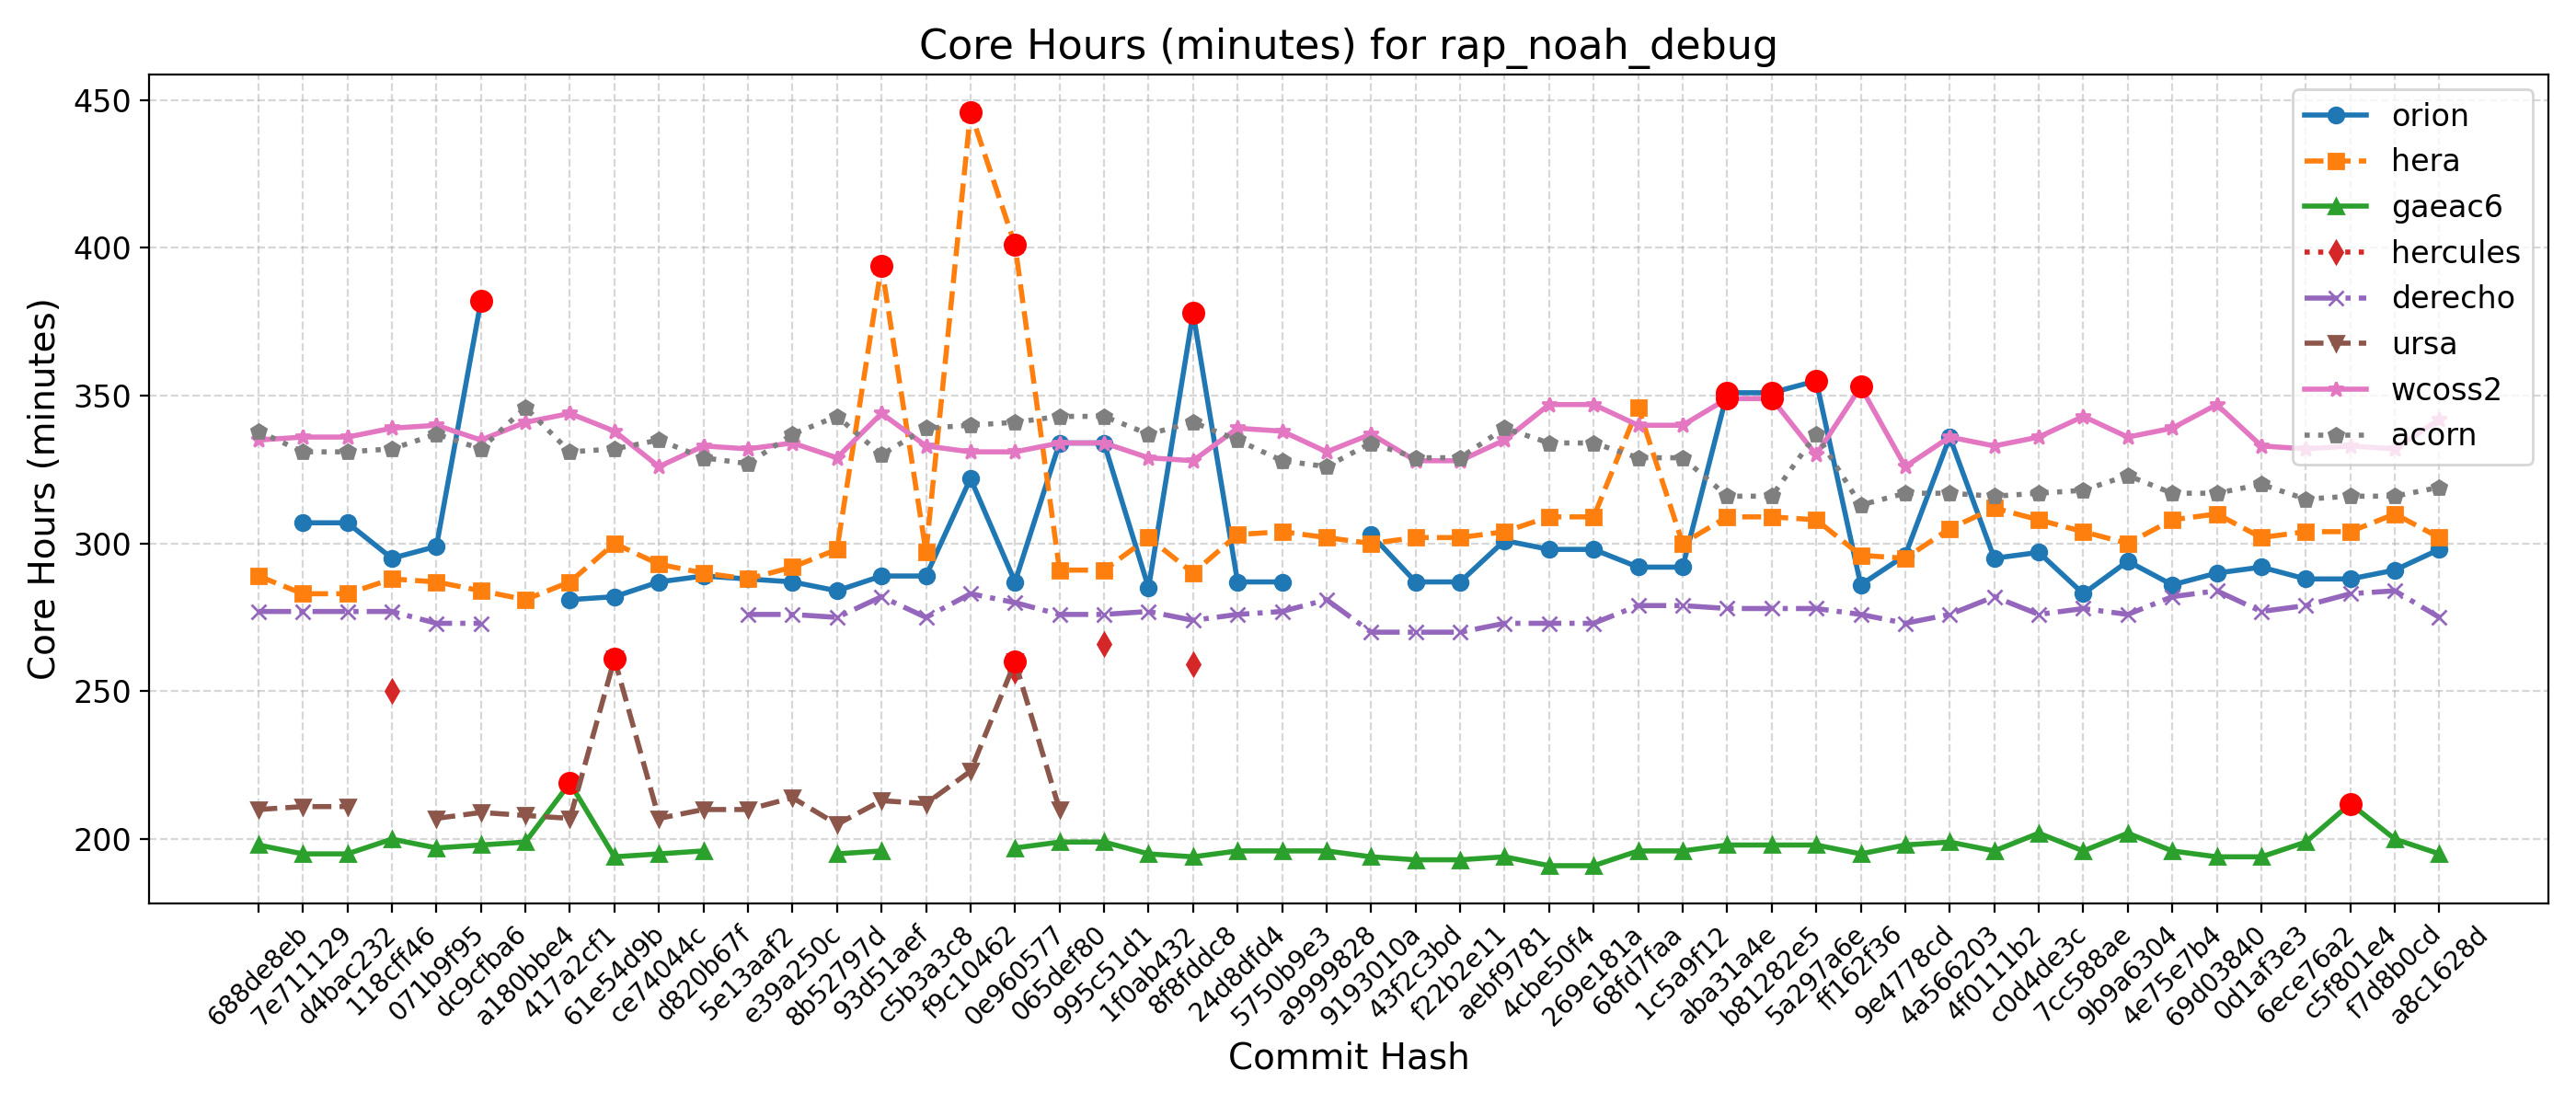 Core Hours (minutes) for rap_noah_debug
Core Hours (minutes)
450
400
350
300
250
200
orion
hera
gaeac6
hercules
derecho
ursa
wcoss2
acorn
688de8eb
7e711129
d4bac232
118cff46
071b9f95
dc9cfba6
a180bbe4
417a2cf1
61e54d9b
ce74044c
d820b67f
5e13aaf2
e39a250c
8b52797d
93d51aef
c5b3a3c8
f9c10462
0e960577
065def80
995c51d1
1f0ab432
8f8fddc8
24d8dfd4
5750b9e3
a9999828
9193010a
43f2c3bd
f22b2e11
aebf9781
4cbe50f4
269e181a
68fd7faa
1c5a9f12
aba31a4e
b81282e5
5a297a6e
ff162f36
9e4778cd
4a566203
4f0111b2
c0d4de3c
7cc588ae
9b9a6304
4e75e7b4
69d03840
0d1af3e3
6ece76a2
c5f801e4
f7d8b0cd
a8c1628d
Commit Hash